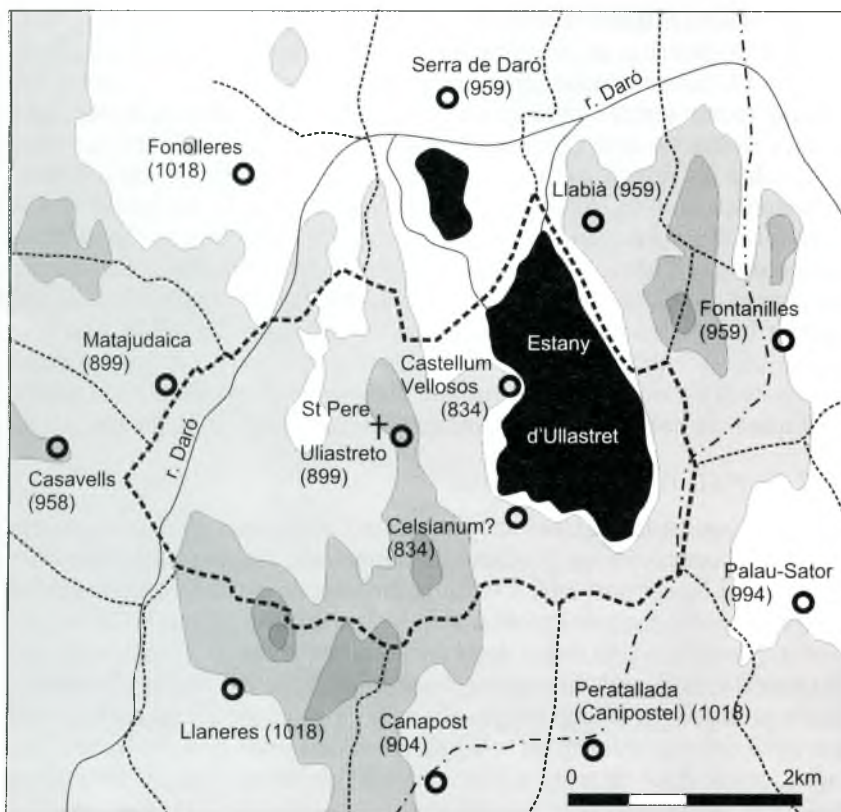 Serra de Daró
(959)
r. Daró
Fonolleres
(1018)
Llabià (959)
Fontanilles
(959)
Estany
d'Ullastret
Matajudaica
(899)
Castellum
Vellosos
(834)
St Pere
Uliastreto
(899)
Casavells
(958)
r. Daró
Celsianum?
(834)
Palau-Sator
(994)
Llaneres (1018)
Canapost
(904)
Peratallada
(Canipostel) (1018)
0 2km